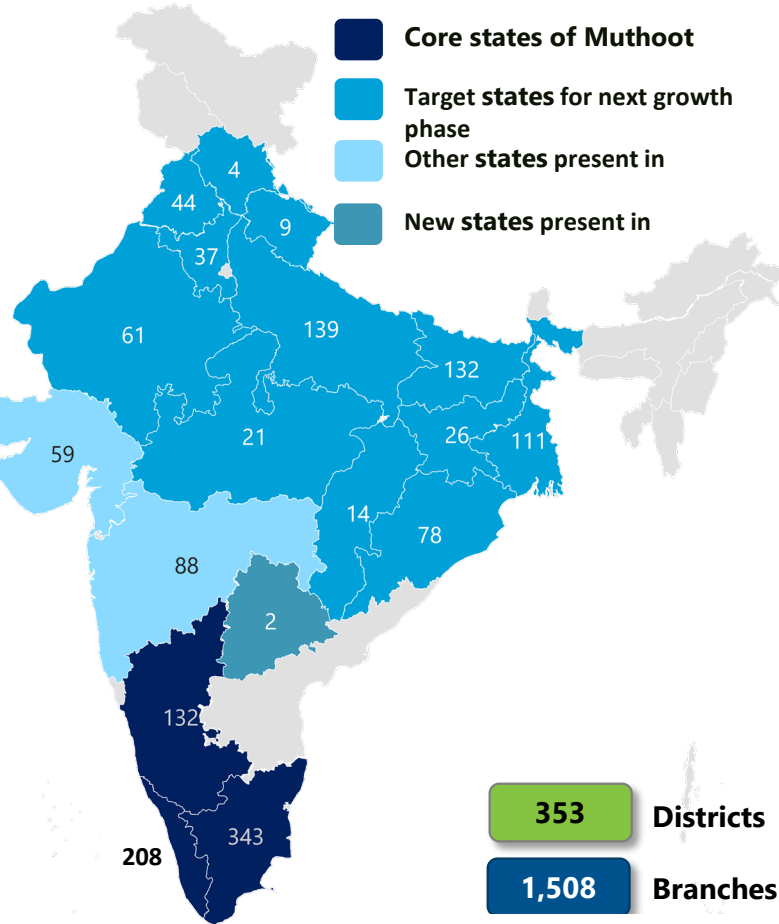 Core states of Muthoot
Target states for next growth
phase
Other states present in
New states present in
4
44
9
37
61
139
132
21
26
111
59
14
78
88
2
132
343
208
353
Districts
1,508
Branches